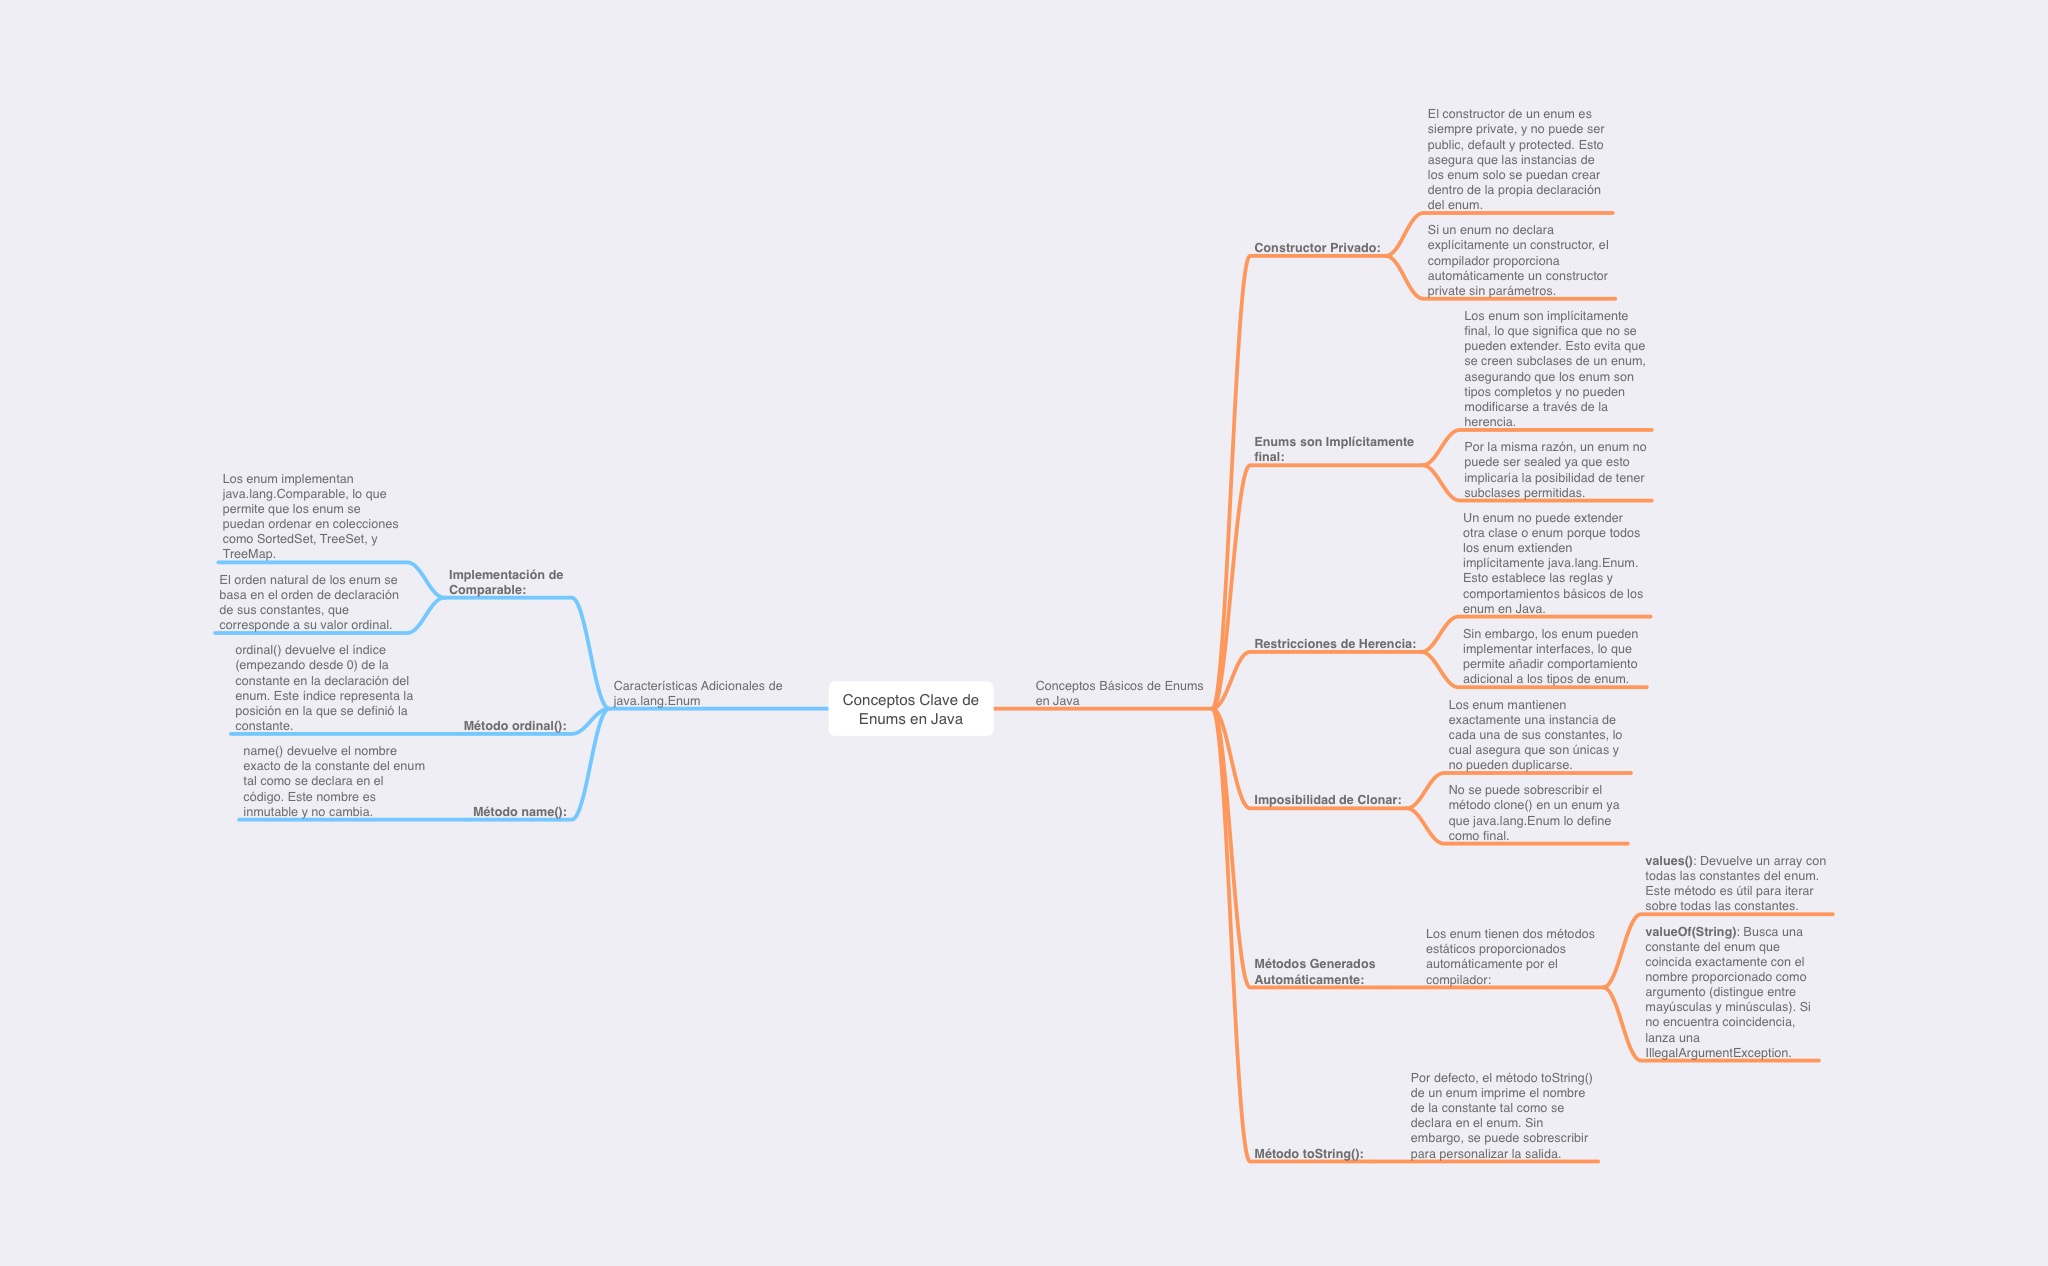 Conceptos Clave de
Enums en Java
Conceptos Básicos de Enums
en Java
Constructor Privado:
El constructor de un enum es
siempre private, y no puede ser
public, default y protected. Esto
asegura que las instancias de
los enum solo se puedan crear
dentro de la propia declaración
del enum.
Si un enum no declara
explícitamente un constructor, el
compilador proporciona
automáticamente un constructor
private sin parámetros.
Enums son Implícitamente
final:
Los enum son implícitamente
final, lo que significa que no se
pueden extender. Esto evita que
se creen subclases de un enum,
asegurando que los enum son
tipos completos y no pueden
modificarse a través de la
herencia.
Por la misma razón, un enum no
puede ser sealed ya que esto
implicaría la posibilidad de tener
subclases permitidas.
Restricciones de Herencia:
Un enum no puede extender
otra clase o enum porque todos
los enum extienden
implícitamente java.lang.Enum.
Esto establece las reglas y
comportamientos básicos de los
enum en Java.
Sin embargo, los enum pueden
implementar interfaces, lo que
permite añadir comportamiento
adicional a los tipos de enum.
Imposibilidad de Clonar:
Los enum mantienen
exactamente una instancia de
cada una de sus constantes, lo
cual asegura que son únicas y
no pueden duplicarse.
No se puede sobrescribir el
método clone() en un enum ya
que java.lang.Enum lo define
como final.
Métodos Generados
Automáticamente:
Los enum tienen dos métodos
estáticos proporcionados
automáticamente por el
compilador:
values(): Devuelve un array con
todas las constantes del enum.
Este método es útil para iterar
sobre todas las constantes.
valueOf(String): Busca una
constante del enum que
coincida exactamente con el
nombre proporcionado como
argumento (distingue entre
mayúsculas y minúsculas). Si
no encuentra coincidencia,
lanza una
IllegalArgumentException.
Método toString():
Por defecto, el método toString()
de un enum imprime el nombre
de la constante tal como se
declara en el enum. Sin
embargo, se puede sobrescribir
para personalizar la salida.
Características Adicionales de
java.lang.Enum
Implementación de
Comparable:
Los enum implementan
java.lang.Comparable, lo que
permite que los enum se
puedan ordenar en colecciones
como SortedSet, TreeSet, y
TreeMap.
El orden natural de los enum se
basa en el orden de declaración
de sus constantes, que
corresponde a su valor ordinal.
Método ordinal():
ordinal() devuelve el índice
(empezando desde 0) de la
constante en la declaración del
enum. Este índice representa la
posición en la que se definió la
constante.
Método name():
name() devuelve el nombre
exacto de la constante del enum
tal como se declara en el
código. Este nombre es
inmutable y no cambia.